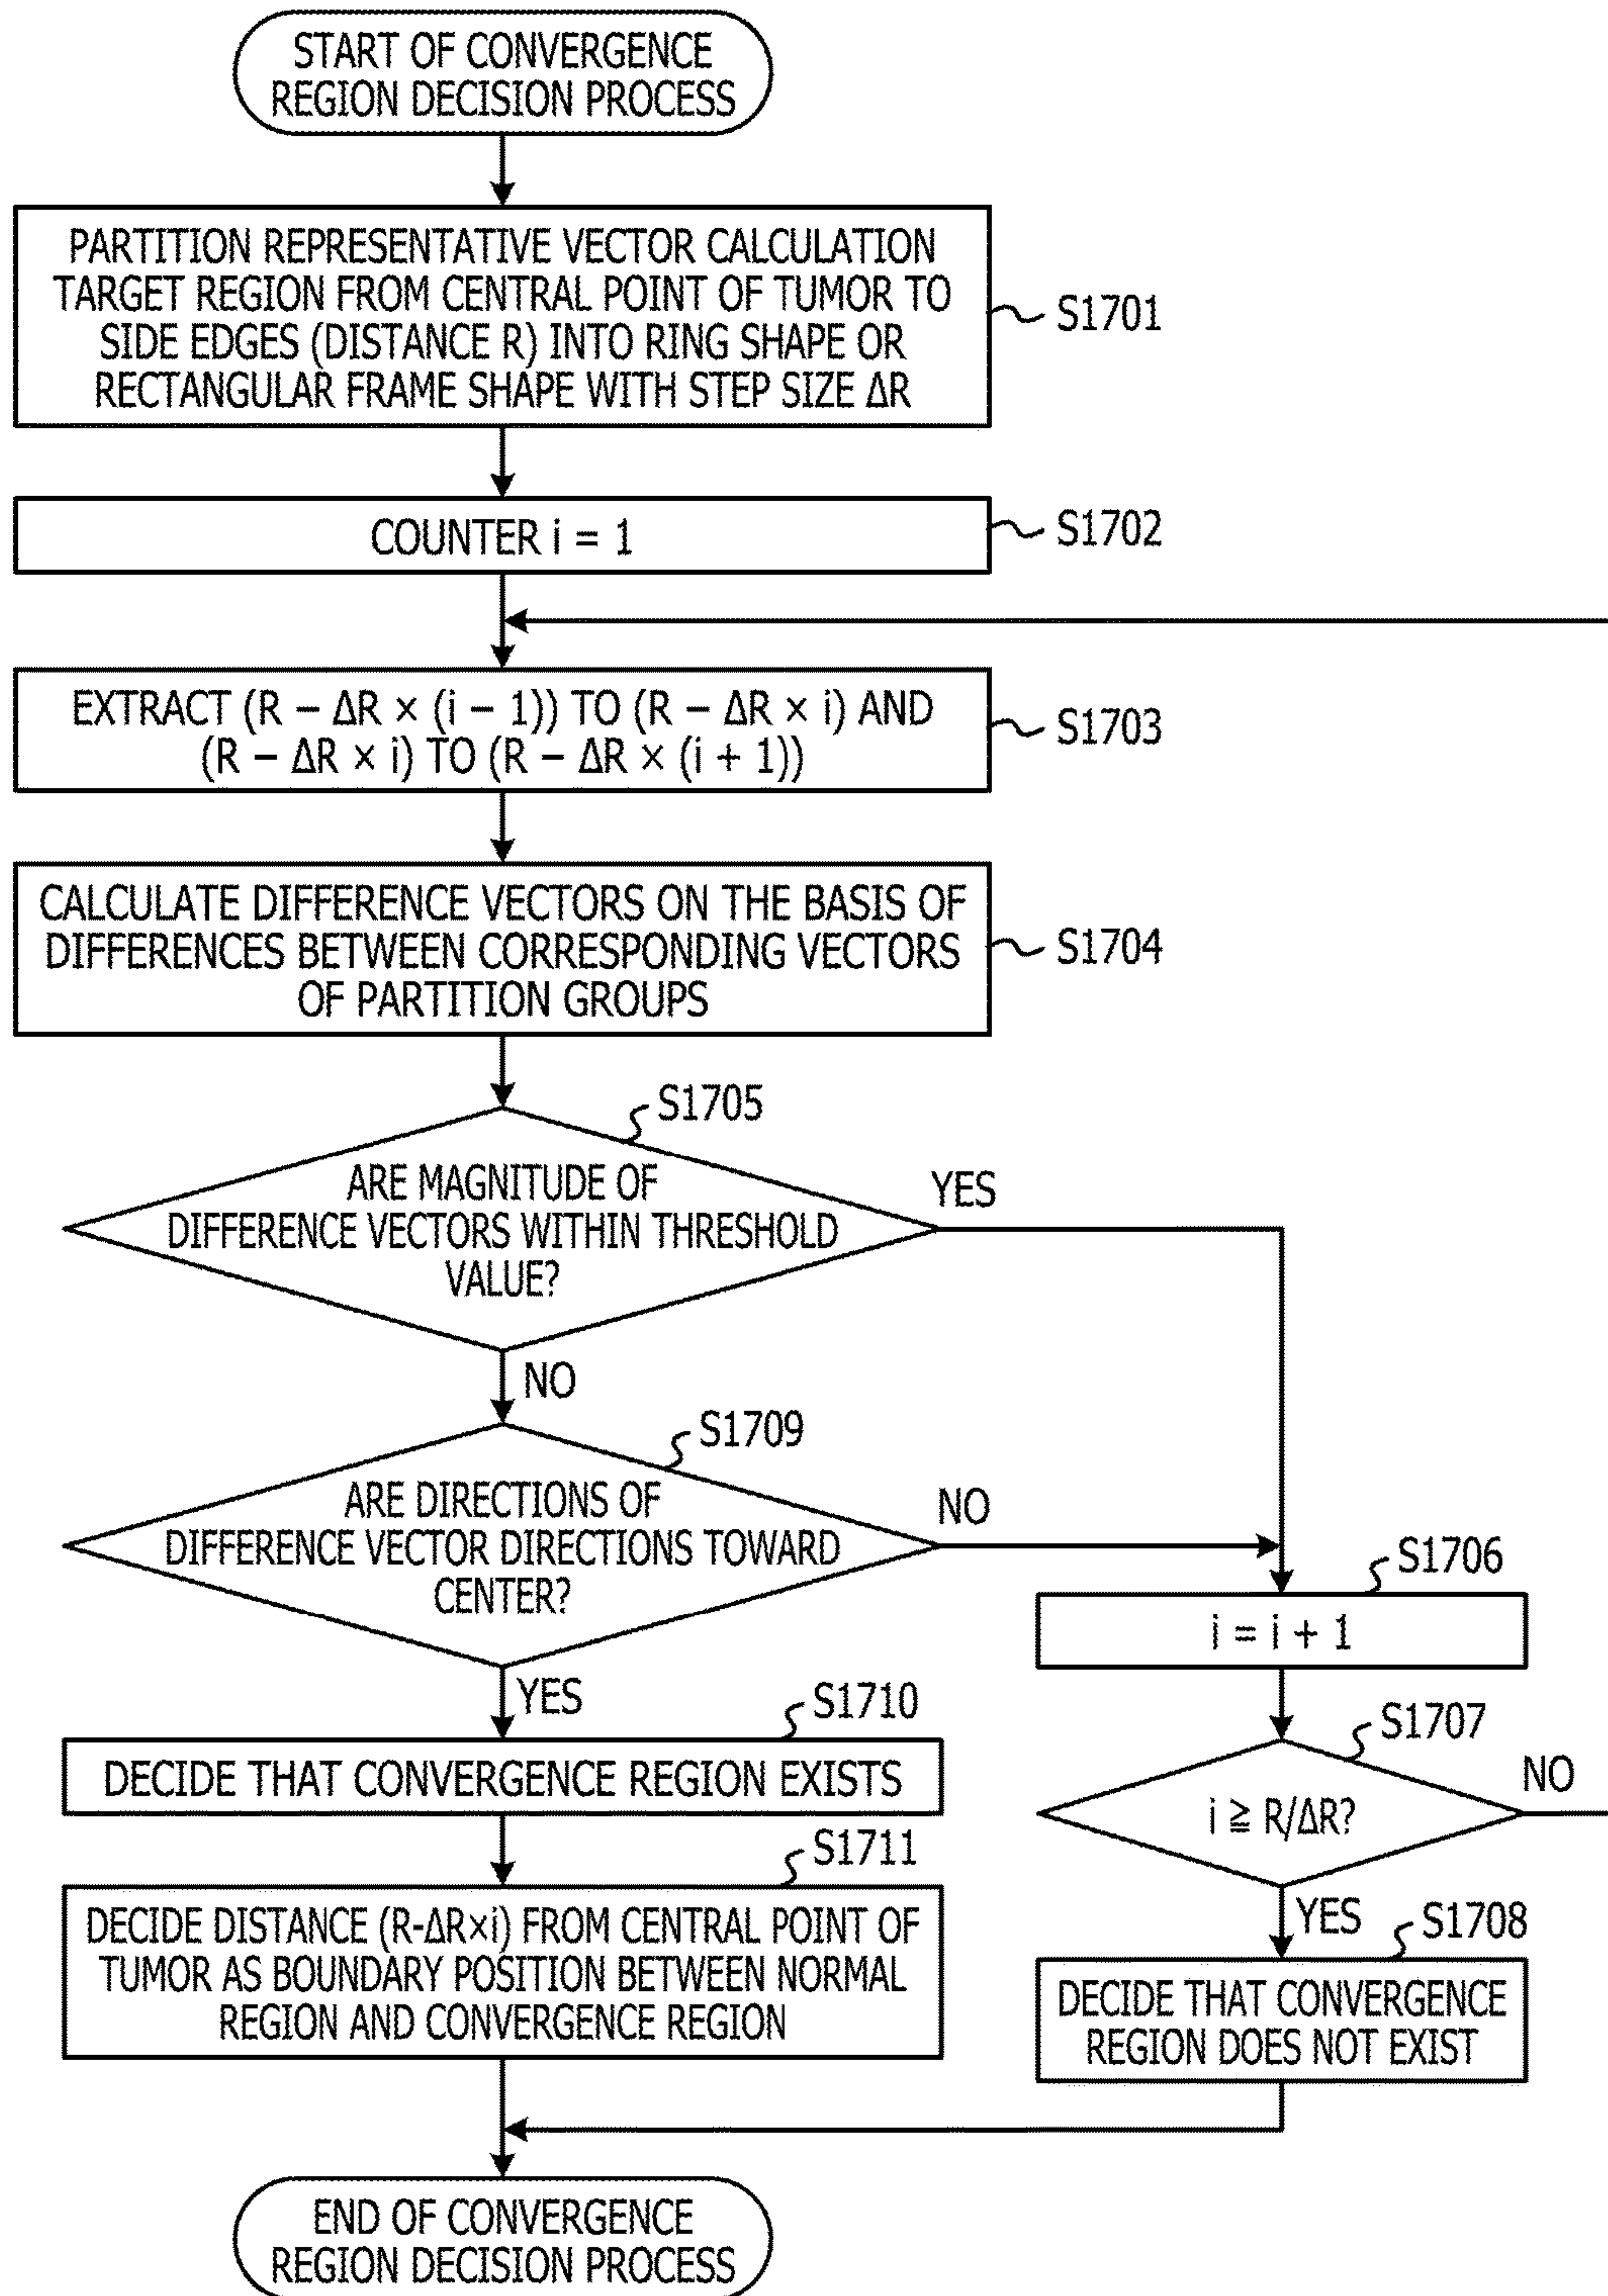 START OF CONVERGENCE
REGION DECISION PROCESS
PARTITION REPRESENTATIVE VECTOR CALCULATION
TARGET REGION FROM CENTRAL POINT OF TUMOR TO
SIDE EDGES (DISTANCE R) INTO RING SHAPE OR
RECTANGULAR FRAME SHAPE WITH STEP SIZE ΔR
S1701
COUNTER i = 1
S1702
EXTRACT (R − ΔR × (i − 1)) TO (R − ΔR × i) AND
(R − ΔR × i) TO (R − ΔR × (i + 1))
S1703
CALCULATE DIFFERENCE VECTORS ON THE BASIS OF
DIFFERENCES BETWEEN CORRESPONDING VECTORS
OF PARTITION GROUPS
S1704
S1705
ARE MAGNITUDE OF
DIFFERENCE VECTORS WITHIN THRESHOLD
VALUE?
YES
NO
S1709
ARE DIRECTIONS OF
DIFFERENCE VECTOR DIRECTIONS TOWARD
CENTER?
NO
YES
S1706
i = i + 1
S1707
i ≧ R/ΔR?
NO
YES
S1708
DECIDE THAT CONVERGENCE
REGION DOES NOT EXIST
S1710
DECIDE THAT CONVERGENCE REGION EXISTS
S1711
DECIDE DISTANCE (R-ΔR×i) FROM CENTRAL POINT OF
TUMOR AS BOUNDARY POSITION BETWEEN NORMAL
REGION AND CONVERGENCE REGION
END OF CONVERGENCE
REGION DECISION PROCESS